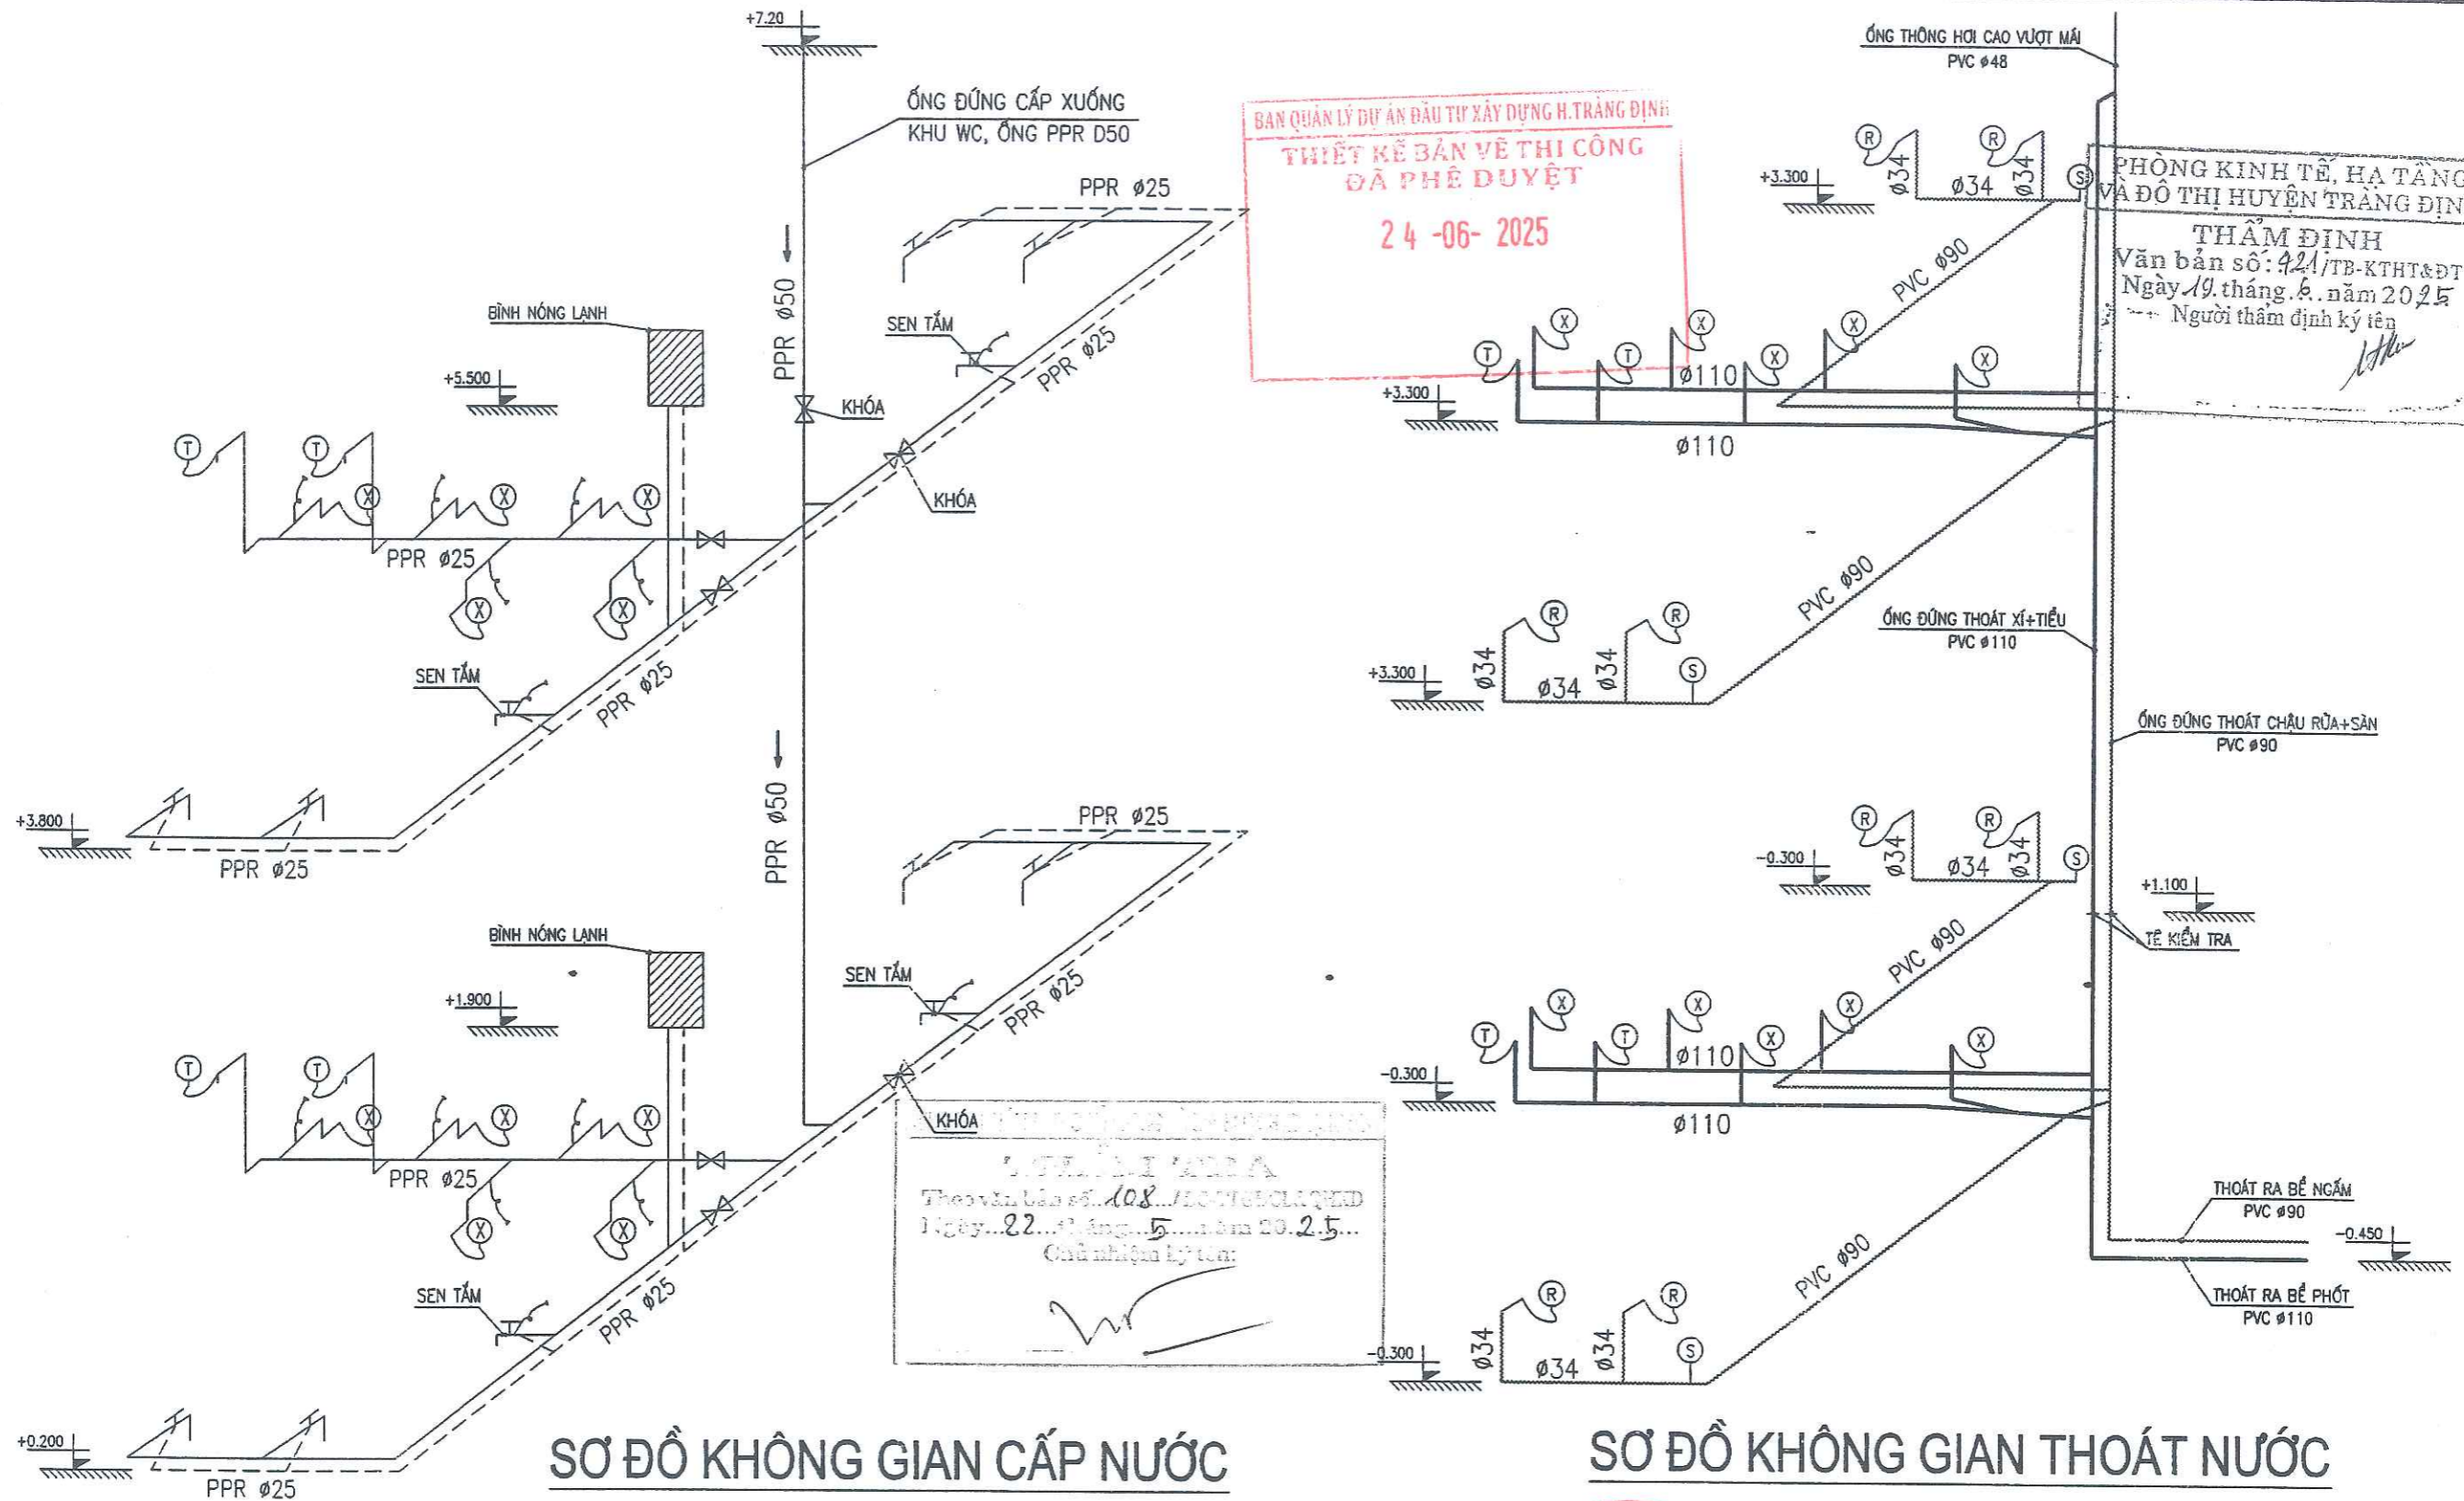 +7.20
ỐNG ĐỨNG CẤP XUỐNG
KHU WC, ỐNG PPR D50
PPR ø25
PPR ø50
BÌNH NÓNG LẠNH
+5.500
SEN TẮM
PPR ø25
KHÓA
KHÓA
T
T
X
X
X
PPR ø25
X
X
SEN TẮM
PPR ø25
+3.800
PPR ø25
PPR ø50
PPR ø25
BÌNH NÓNG LẠNH
+1.900
SEN TẮM
PPR ø25
KHÓA
T
T
X
X
X
PPR ø25
X
X
SEN TẮM
PPR ø25
+0.200
PPR ø25
Theo văn bản số 108
Ngày 22 tháng 5 năm 2025
Chủ nhiệm ký tên:
SƠ ĐỒ KHÔNG GIAN CẤP NƯỚC
BAN QUẢN LÝ DỰ ÁN ĐẦU TƯ XÂY DỰNG H.TRÀNG ĐỊNH
THIẾT KẾ BẢN VẼ THI CÔNG
ĐÃ PHÊ DUYỆT
24 -06- 2025
ỐNG THÔNG HƠI CAO VƯỢT MÁI
PVC ø48
PHÒNG KINH TẾ, HẠ TẦNG
VÀ ĐÔ THỊ HUYỆN TRÀNG ĐỊN
THẨM ĐỊNH
Văn bản số: 421/TB-KTHT&ĐT
Ngày 19 tháng 6 năm 2025
Người thẩm định ký tên
R
R
+3.300
ø34
ø34
ø34
S
PVC ø90
T
X
T
X
X
X
X
+3.300
ø110
ø110
PVC ø90
R
R
+3.300
ø34
ø34
ø34
S
ỐNG ĐỨNG THOÁT XÍ+TIỂU
PVC ø110
ỐNG ĐỨNG THOÁT CHẬU RỬA+SÀN
PVC ø90
R
R
-0.300
ø34
ø34
ø34
S
+1.100
TÊ KIỂM TRA
PVC ø90
T
X
T
X
X
X
X
-0.300
ø110
ø110
PVC ø90
THOÁT RA BỂ NGẤM
PVC ø90
-0.450
THOÁT RA BỂ PHỐT
PVC ø110
R
R
-0.300
ø34
ø34
ø34
S
SƠ ĐỒ KHÔNG GIAN THOÁT NƯỚC